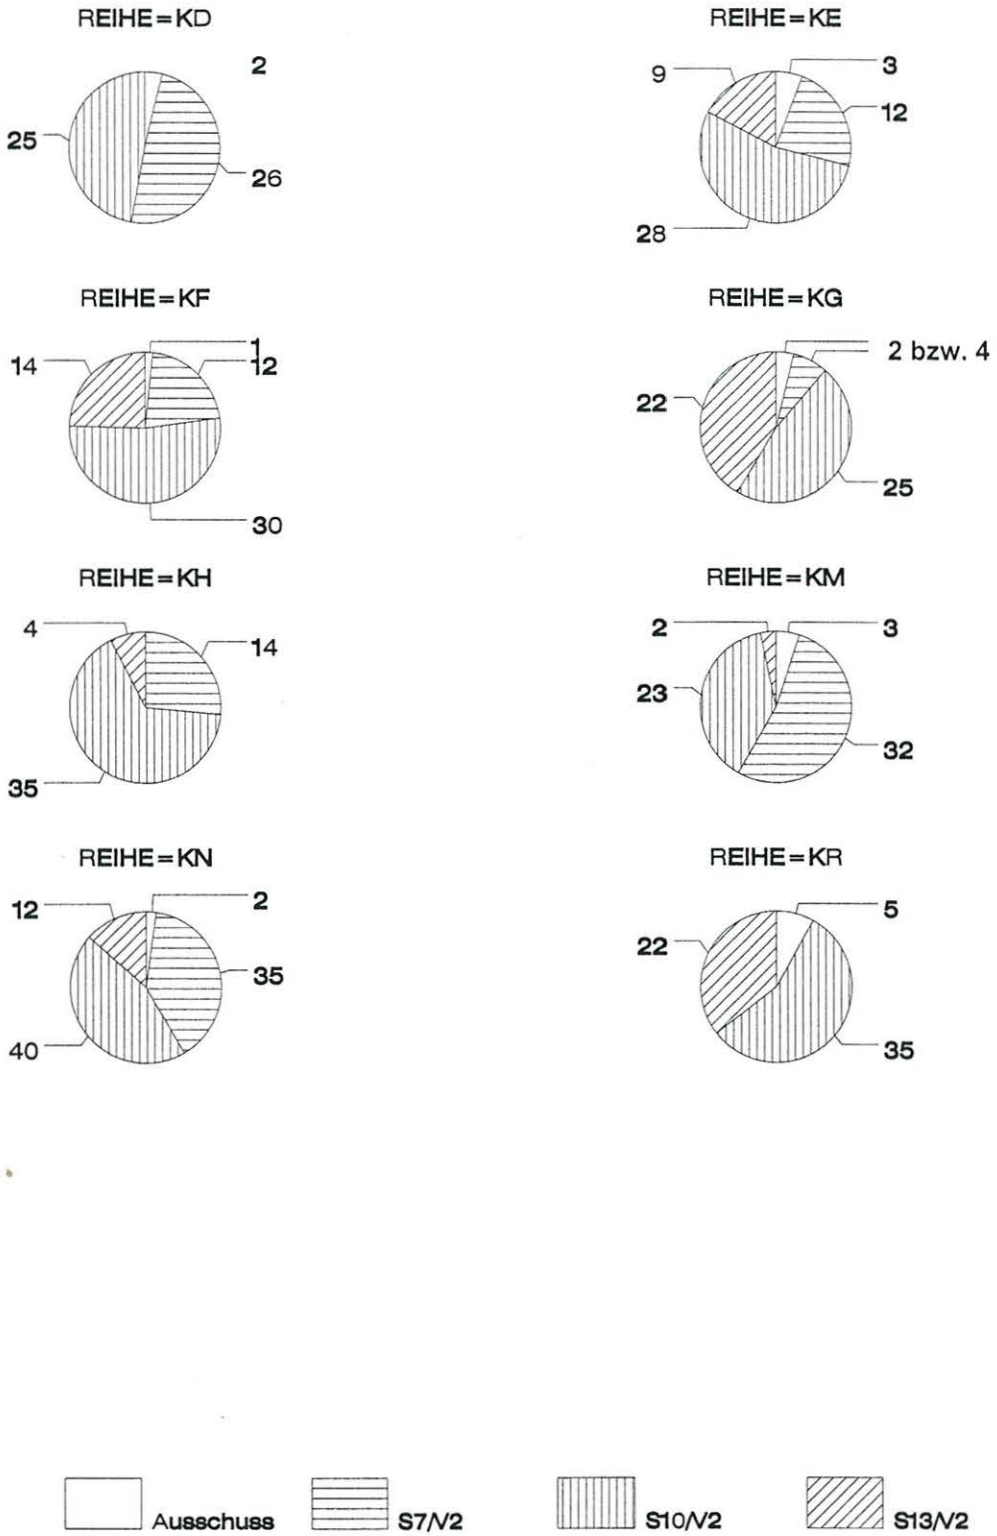 REIHE=KD
2
25
26
REIHE=KE
9
3
12
28
REIHE=KF
1
14
12
30
REIHE=KG
2 bzw. 4
22
25
REIHE=KH
4
14
35
REIHE=KM
2
3
23
32
REIHE=KN
12
2
35
40
REIHE=KR
5
22
35
Ausschuss
S7/V2
S10/V2
S13/V2